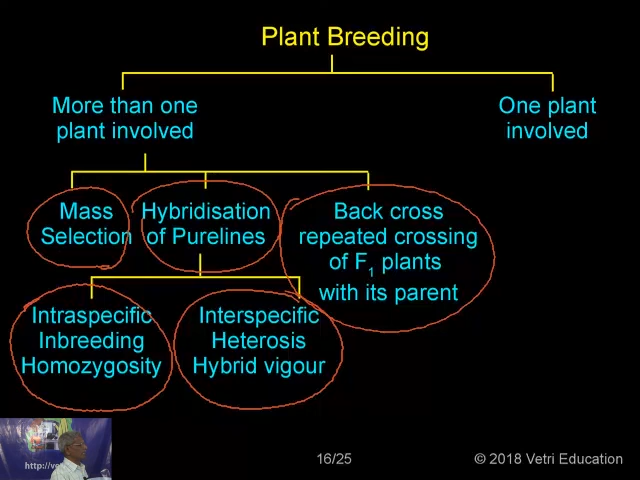 Plant Breeding
More than one
plant involved
One plant
involved
Mass
Selection
Hybridisation
of Purelines
Back cross
repeated crossing
of F1 plants
with its parent
Intraspecific
Inbreeding
Homozygosity
Interspecific
Heterosis
Hybrid vigour
16/25
© 2018 Vetri Education